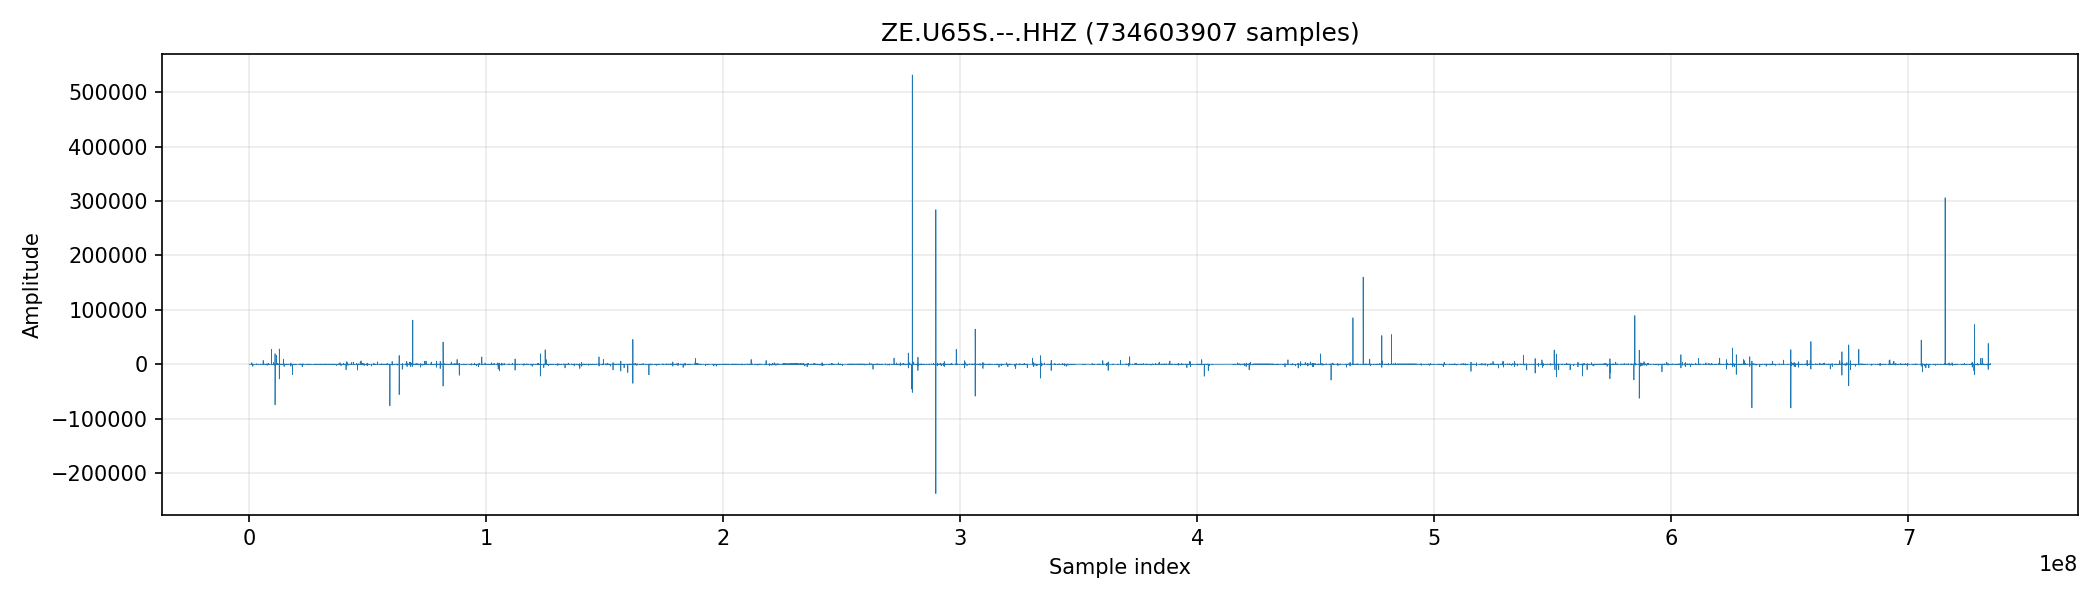 ZE.U65S.--.HHZ (734603907 samples)
Amplitude
500000
400000
300000
200000
100000
0
−100000
−200000
0 1 2 3 4 5 6 7
1e8
Sample index